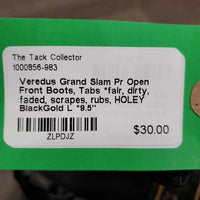 The Tack Collector
1000856-983
Veredus Grand Slam Pr Open
Front Boots, Tabs *fair, dirty,
faded, scrapes, rubs, HOLEY
BlackGold L *9.5"
$30.00
ZLPDJZ